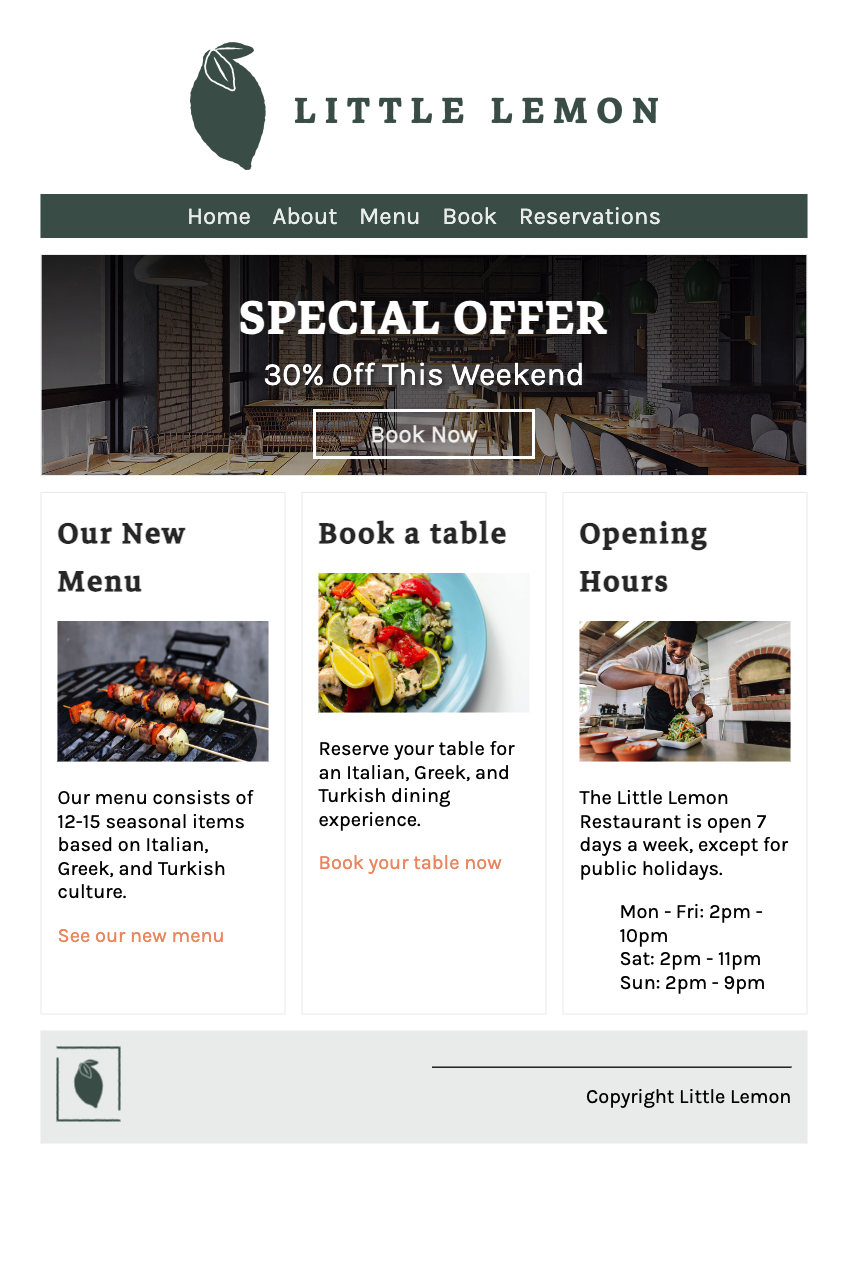 LITTLE LEMON
Home About Menu Book Reservations
SPECIAL OFFER
30% Off This Weekend
Book Now
Our New
Menu
Our menu consists of
12-15 seasonal items
based on Italian,
Greek, and Turkish
culture.
See our new menu
Book a table
Reserve your table for
an Italian, Greek, and
Turkish dining
experience.
Book your table now
Opening
Hours
The Little Lemon
Restaurant is open 7
days a week, except for
public holidays.
Mon - Fri: 2pm -
10pm
Sat: 2pm - 11pm
Sun: 2pm - 9pm
Copyright Little Lemon